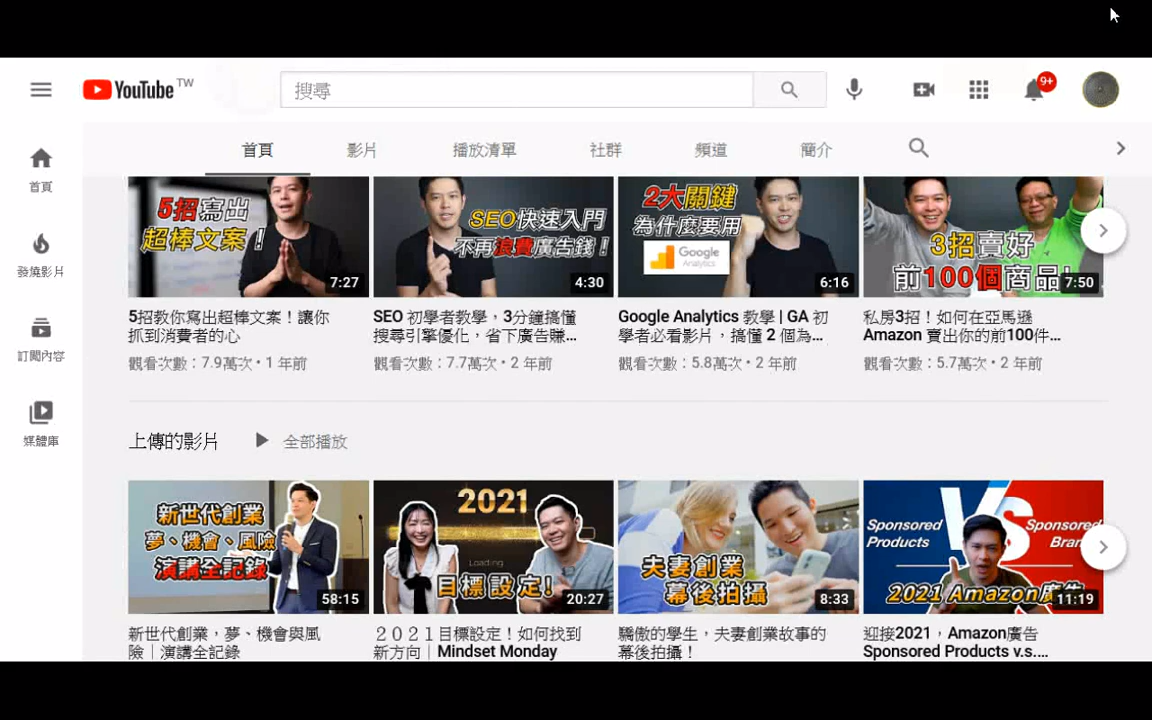 YouTube TW
搜尋
9+
首頁 影片 播放清單 社群 頻道 簡介
首頁
發燒影片
訂閱內容
媒體庫
5招寫出
超棒文案！
7:27
SEO快速入門
不再浪費廣告錢！
4:30
2大關鍵
為什麼要用
Google
Analytics
6:16
3招賣好
前100個商品!
7:50
5招教你寫出超棒文案！讓你
抓到消費者的心
觀看次數：7.9萬次 • 1 年前
SEO 初學者教學，3分鐘搞懂
搜尋引擎優化，省下廣告賺...
觀看次數：7.7萬次 • 2 年前
Google Analytics 教學 | GA 初
學者必看影片，搞懂 2 個為...
觀看次數：5.8萬次 • 2 年前
私房3招！如何在亞馬遜
Amazon 賣出你的前100件...
觀看次數：5.7萬次 • 2 年前
上傳的影片 全部播放
新世代創業
夢、機會、風險
演講全記錄
58:15
2021
Loading
目標設定!
20:27
夫妻創業
幕後拍攝
8:33
Sponsored
Products
VS
Sponsored
Bran
2021 Amazon廣告
11:19
新世代創業，夢、機會與風
險｜演講全記錄
２０２１目標設定！如何找到
新方向｜Mindset Monday
驕傲的學生，夫妻創業故事的
幕後拍攝！
迎接2021，Amazon廣告
Sponsored Products v.s....